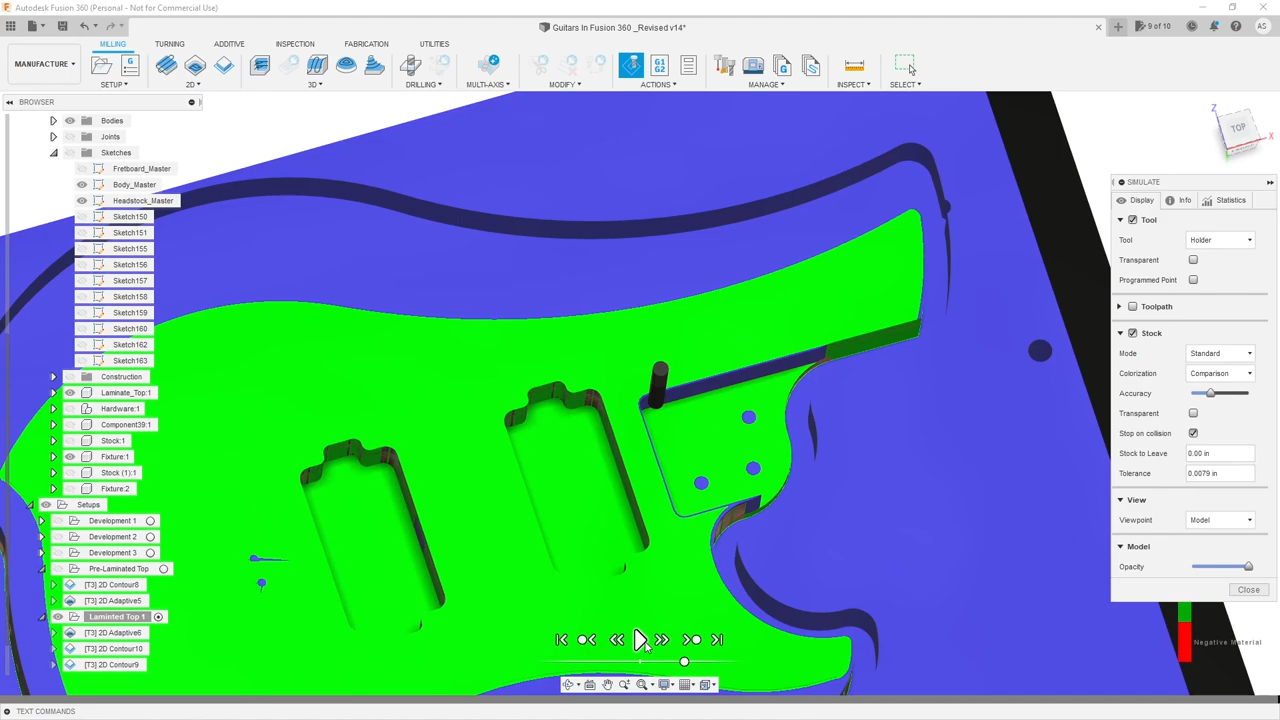 Autodesk Fusion 360 (Personal - Not for Commercial Use)
Guitars In Fusion 360 _Revised v14*
9 of 10
AS
MILLING
TURNING
ADDITIVE
INSPECTION
FABRICATION
UTILITIES
MANUFACTURE
G1
G2
SETUP
2D
3D
DRILLING
MULTI-AXIS
MODIFY
ACTIONS
MANAGE
INSPECT
SELECT
BROWSER
Bodies
Joints
Sketches
Fretboard_Master
Body_Master
Headstock_Master
Sketch150
Sketch151
Sketch155
Sketch156
Sketch157
Sketch158
Sketch159
Sketch160
Sketch162
Sketch163
Construction
Laminate_Top:1
Hardware:1
Component39:1
Stock:1
Fixture:1
Stock (1):1
Fixture:2
Setups
Development 1
Development 2
Development 3
Pre-Laminated Top
[T3] 2D Contour8
[T3] 2D Adaptive5
Laminted Top 1
[T3] 2D Adaptive6
[T3] 2D Contour10
[T3] 2D Contour9
Z
TOP
X
SIMULATE
Display
Info
Statistics
Tool
Tool
Holder
Transparent
Programmed Point
Toolpath
Stock
Mode
Standard
Colorization
Comparison
Accuracy
Transparent
Stop on collision
Stock to Leave
0.00 in
Tolerance
0.0079 in
View
Viewpoint
Model
Model
Opacity
Close
Negative Material
TEXT COMMANDS